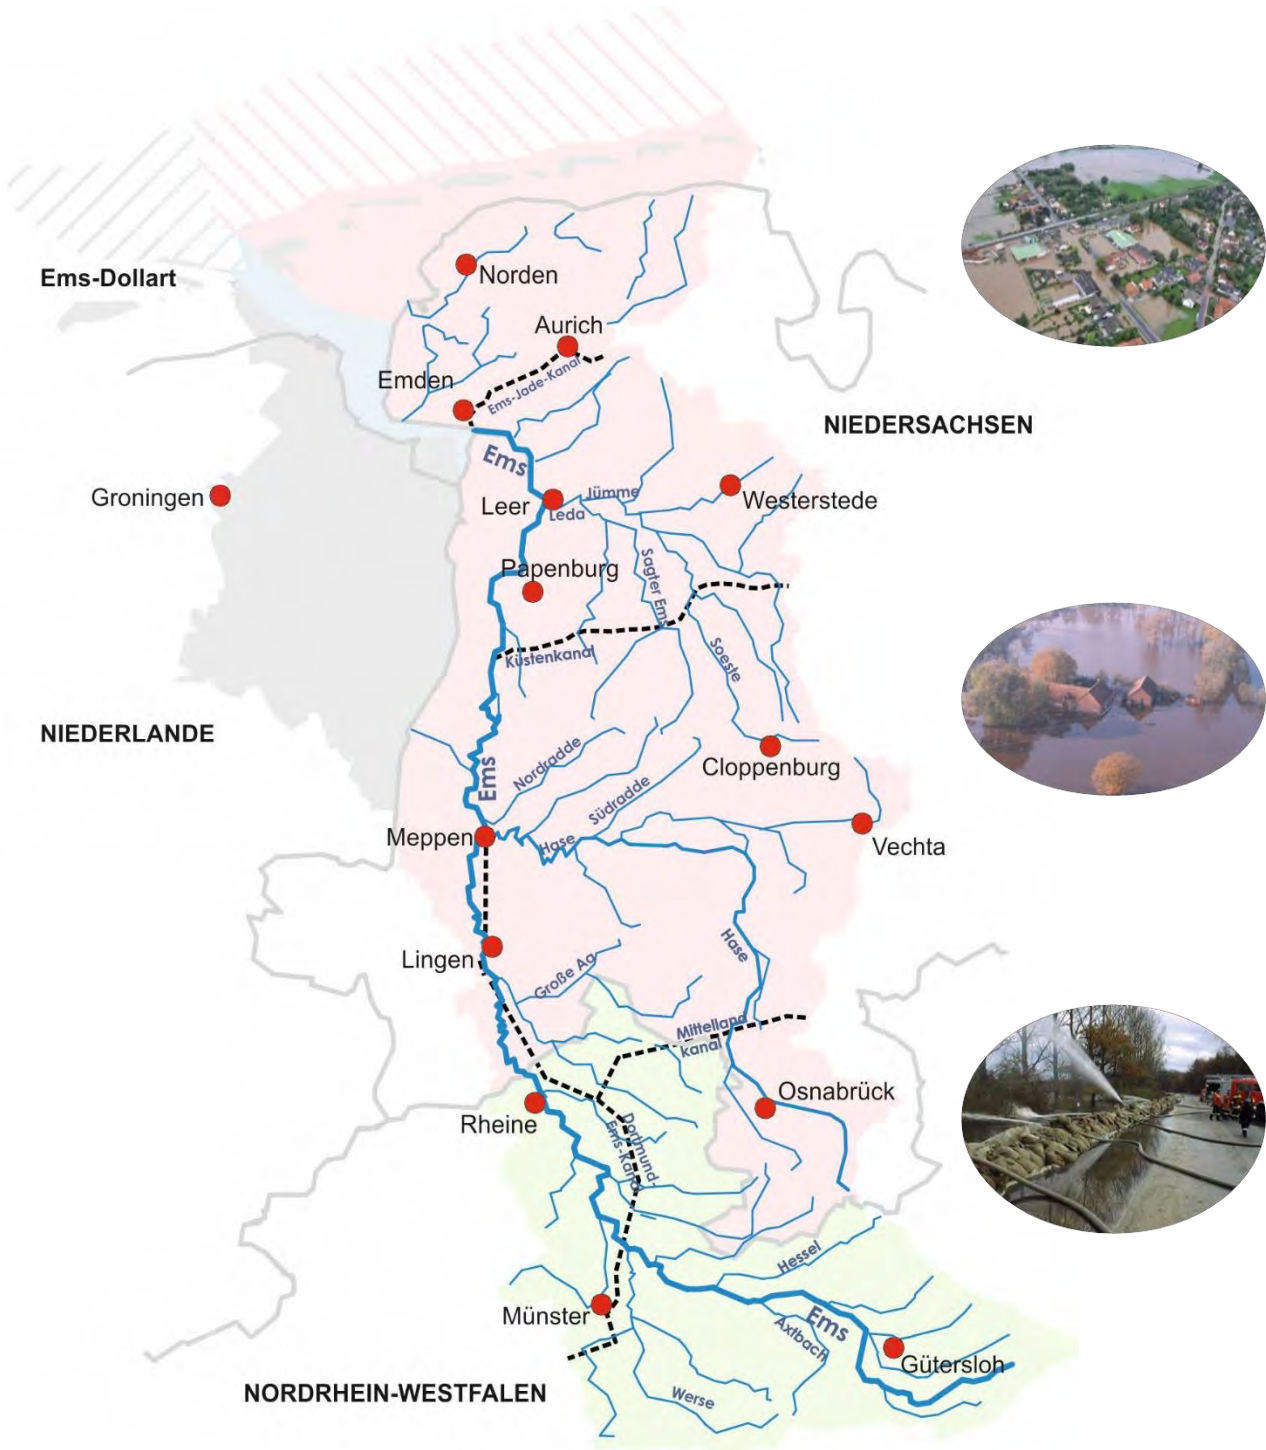 Ems-Dollart
Norden
Aurich
Emden
Ems-Jade-Kanal
NIEDERSACHSEN
Ems
Groningen
Leer
Jümme
Leda
Westerstede
Papenburg
Sagter Ems
Küstenkanal
Soeste
NIEDERLANDE
Ems
Nordradde
Cloppenburg
Südradde
Meppen
Hase
Vechta
Hase
Lingen
Große Aa
Mittelland
kanal
Osnabrück
Rheine
Dortmund-
Ems-Kanal
Hessel
Münster
Ems
Axtbach
Gütersloh
NORDRHEIN-WESTFALEN
Werse